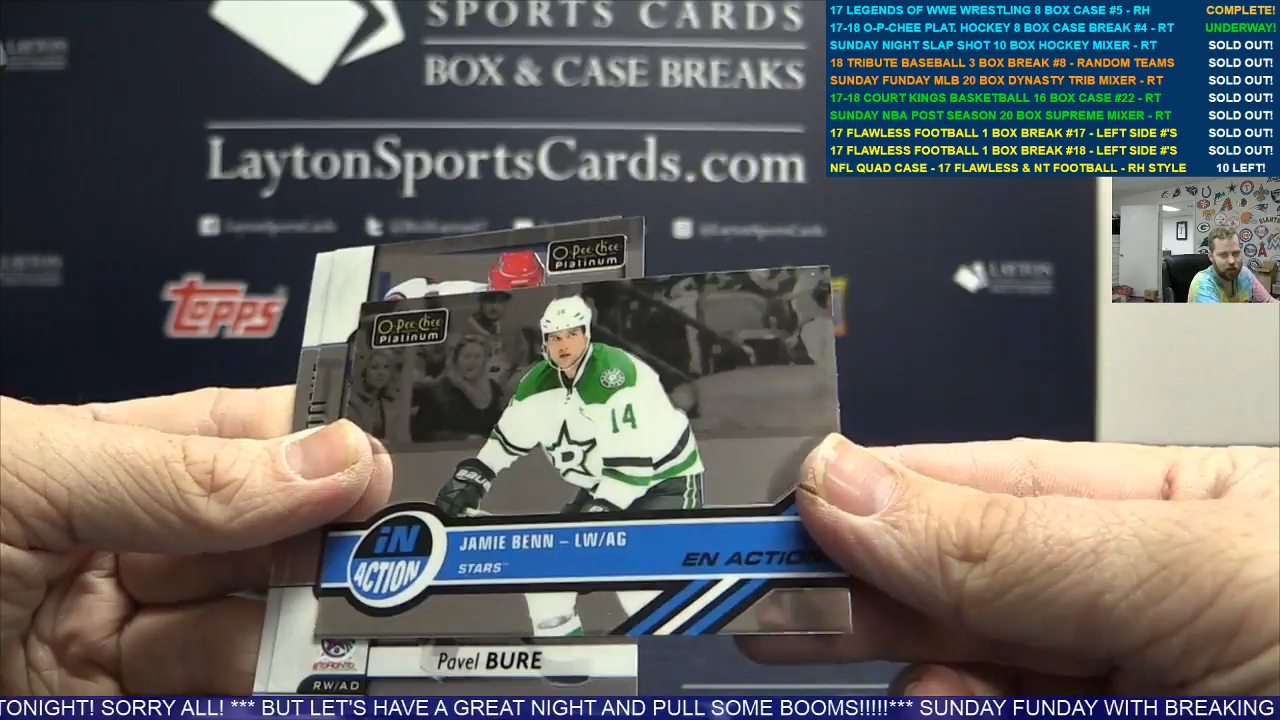 SPORTS CARDS
BOX & CASE BREAKS
LaytonSportsCards.com
17 LEGENDS OF WWE WRESTLING 8 BOX CASE #5 - RH COMPLETE!
17-18 O-P-CHEE PLAT. HOCKEY 8 BOX CASE BREAK #4 - RT UNDERWAY!
SUNDAY NIGHT SLAP SHOT 10 BOX HOCKEY MIXER - RT SOLD OUT!
18 TRIBUTE BASEBALL 3 BOX BREAK #8 - RANDOM TEAMS SOLD OUT!
SUNDAY FUNDAY MLB 20 BOX DYNASTY TRIB MIXER - RT SOLD OUT!
17-18 COURT KINGS BASKETBALL 16 BOX CASE #22 - RT SOLD OUT!
SUNDAY NBA POST SEASON 20 BOX SUPREME MIXER - RT SOLD OUT!
17 FLAWLESS FOOTBALL 1 BOX BREAK #17 - LEFT SIDE #'S SOLD OUT!
17 FLAWLESS FOOTBALL 1 BOX BREAK #18 - LEFT SIDE #'S SOLD OUT!
NFL QUAD CASE - 17 FLAWLESS & NT FOOTBALL - RH STYLE 10 LEFT!
LAYTON
Topps
O-Pee-Chee
Platinum
O-Pee-Chee
Platinum
14
14
D
IN
ACTION
JAMIE BENN – LW/AG
STARS™
EN ACTION
Pavel BURE
RW/AD
TONIGHT! SORRY ALL! *** BUT LET'S HAVE A GREAT NIGHT AND PULL SOME BOOMS!!!!!*** SUNDAY FUNDAY WITH BREAKING